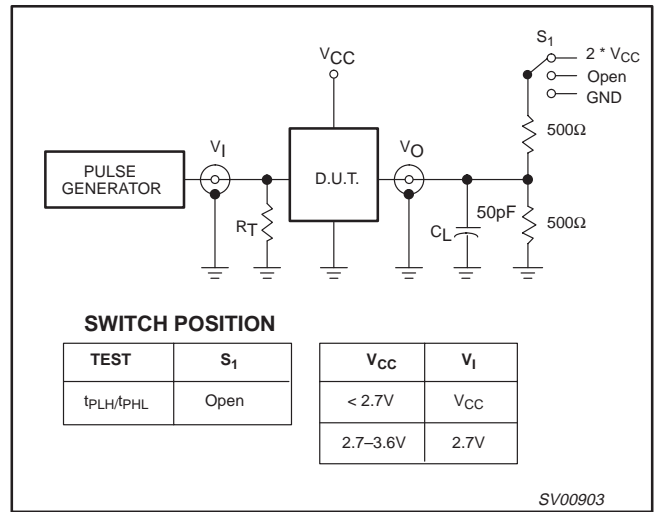 S1
2 * VCC
Open
GND
VCC
500Ω
VI
VO
PULSE
GENERATOR
D.U.T.
RT
50pF
CL
500Ω
SWITCH POSITION
TEST S1
tPLH/tPHL Open
VCC VI
< 2.7V VCC
2.7–3.6V 2.7V
SV00903